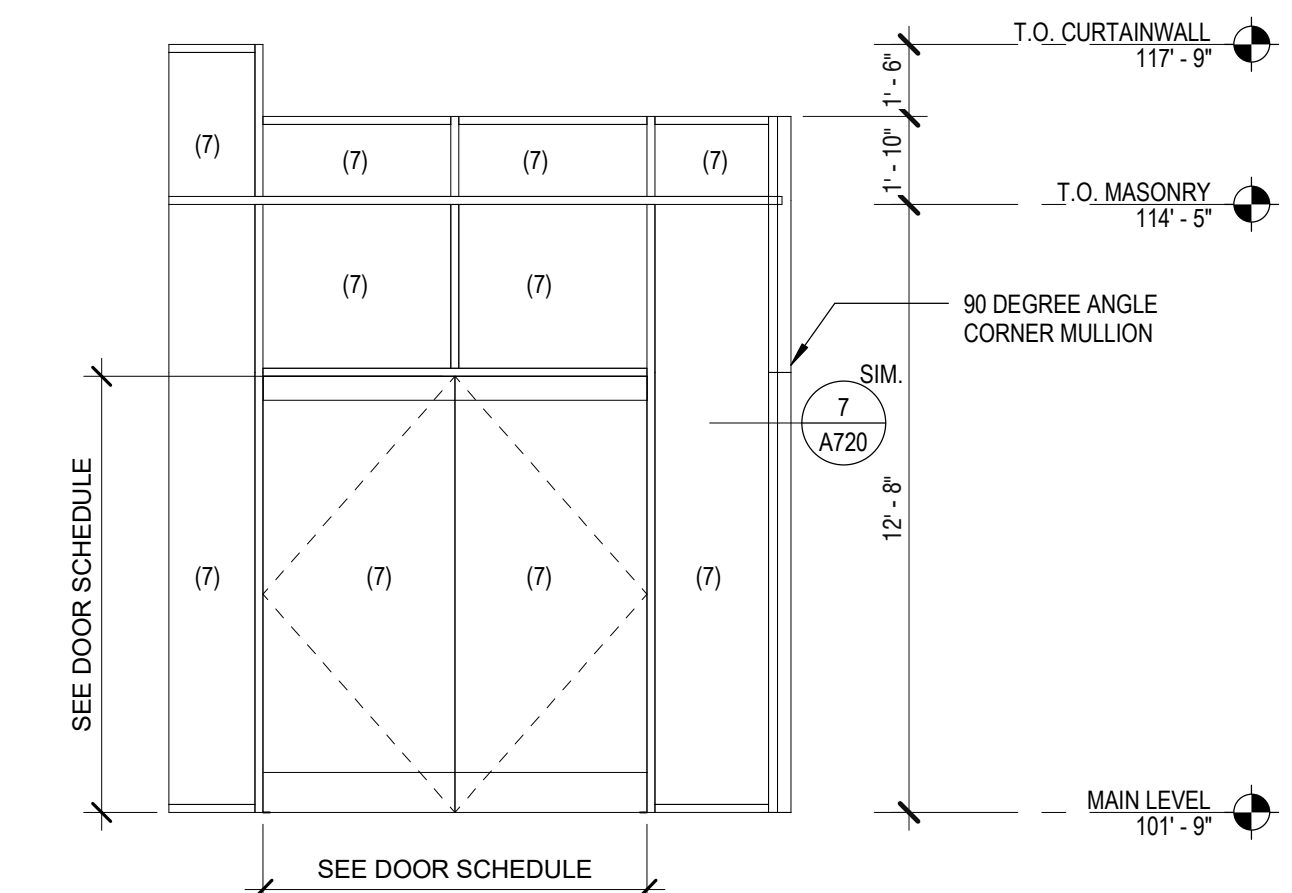 T.O. CURTAINWALL
117' - 9"
1' - 6"
(7)
(7)
(7)
(7)
1' - 10"
T.O. MASONRY
114' - 5"
(7)
(7)
90 DEGREE ANGLE
CORNER MULLION
SIM.
7
A720
SEE DOOR SCHEDULE
12' - 8"
(7)
(7)
(7)
(7)
MAIN LEVEL
101' - 9"
SEE DOOR SCHEDULE